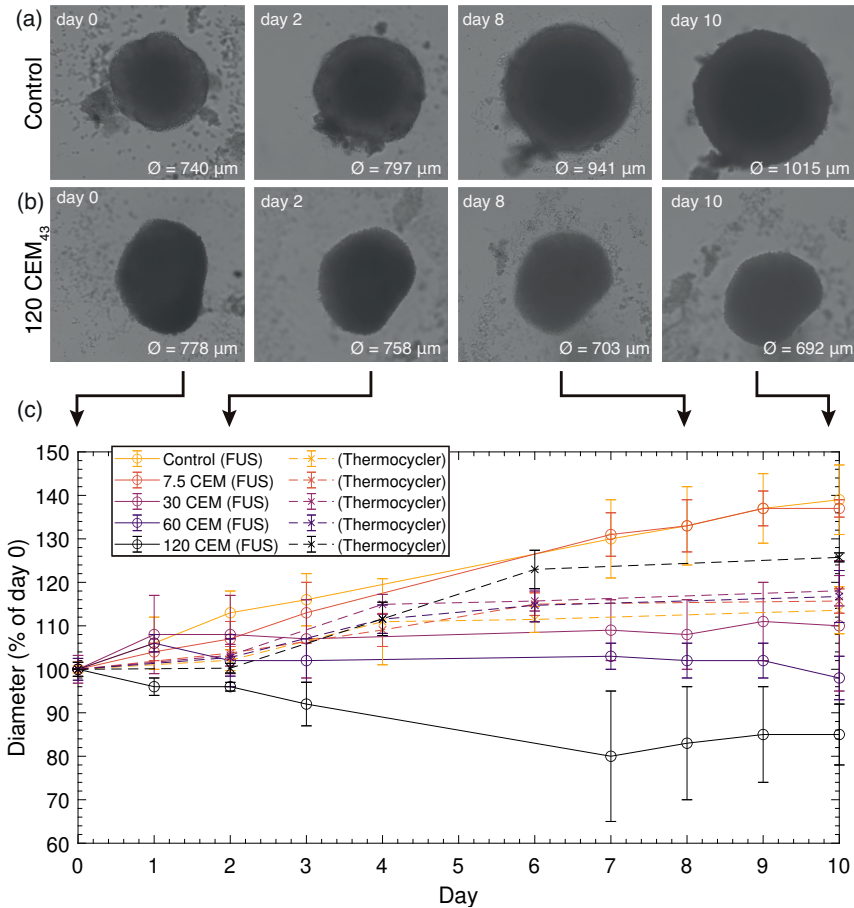 (a)
Control
day 0
day 2
day 8
day 10
Ø = 740 µm
Ø = 797 µm
Ø = 941 µm
Ø = 1015 µm
(b)
120 CEM43
day 0
day 2
day 8
day 10
Ø = 778 µm
Ø = 758 µm
Ø = 703 µm
Ø = 692 µm
(c)
Control (FUS) (Thermocycler)
7.5 CEM (FUS) (Thermocycler)
30 CEM (FUS) (Thermocycler)
60 CEM (FUS) (Thermocycler)
120 CEM (FUS) (Thermocycler)
Diameter (% of day 0)
150
140
130
120
110
100
90
80
70
60
0 1 2 3 4 5 6 7 8 9 10
Day